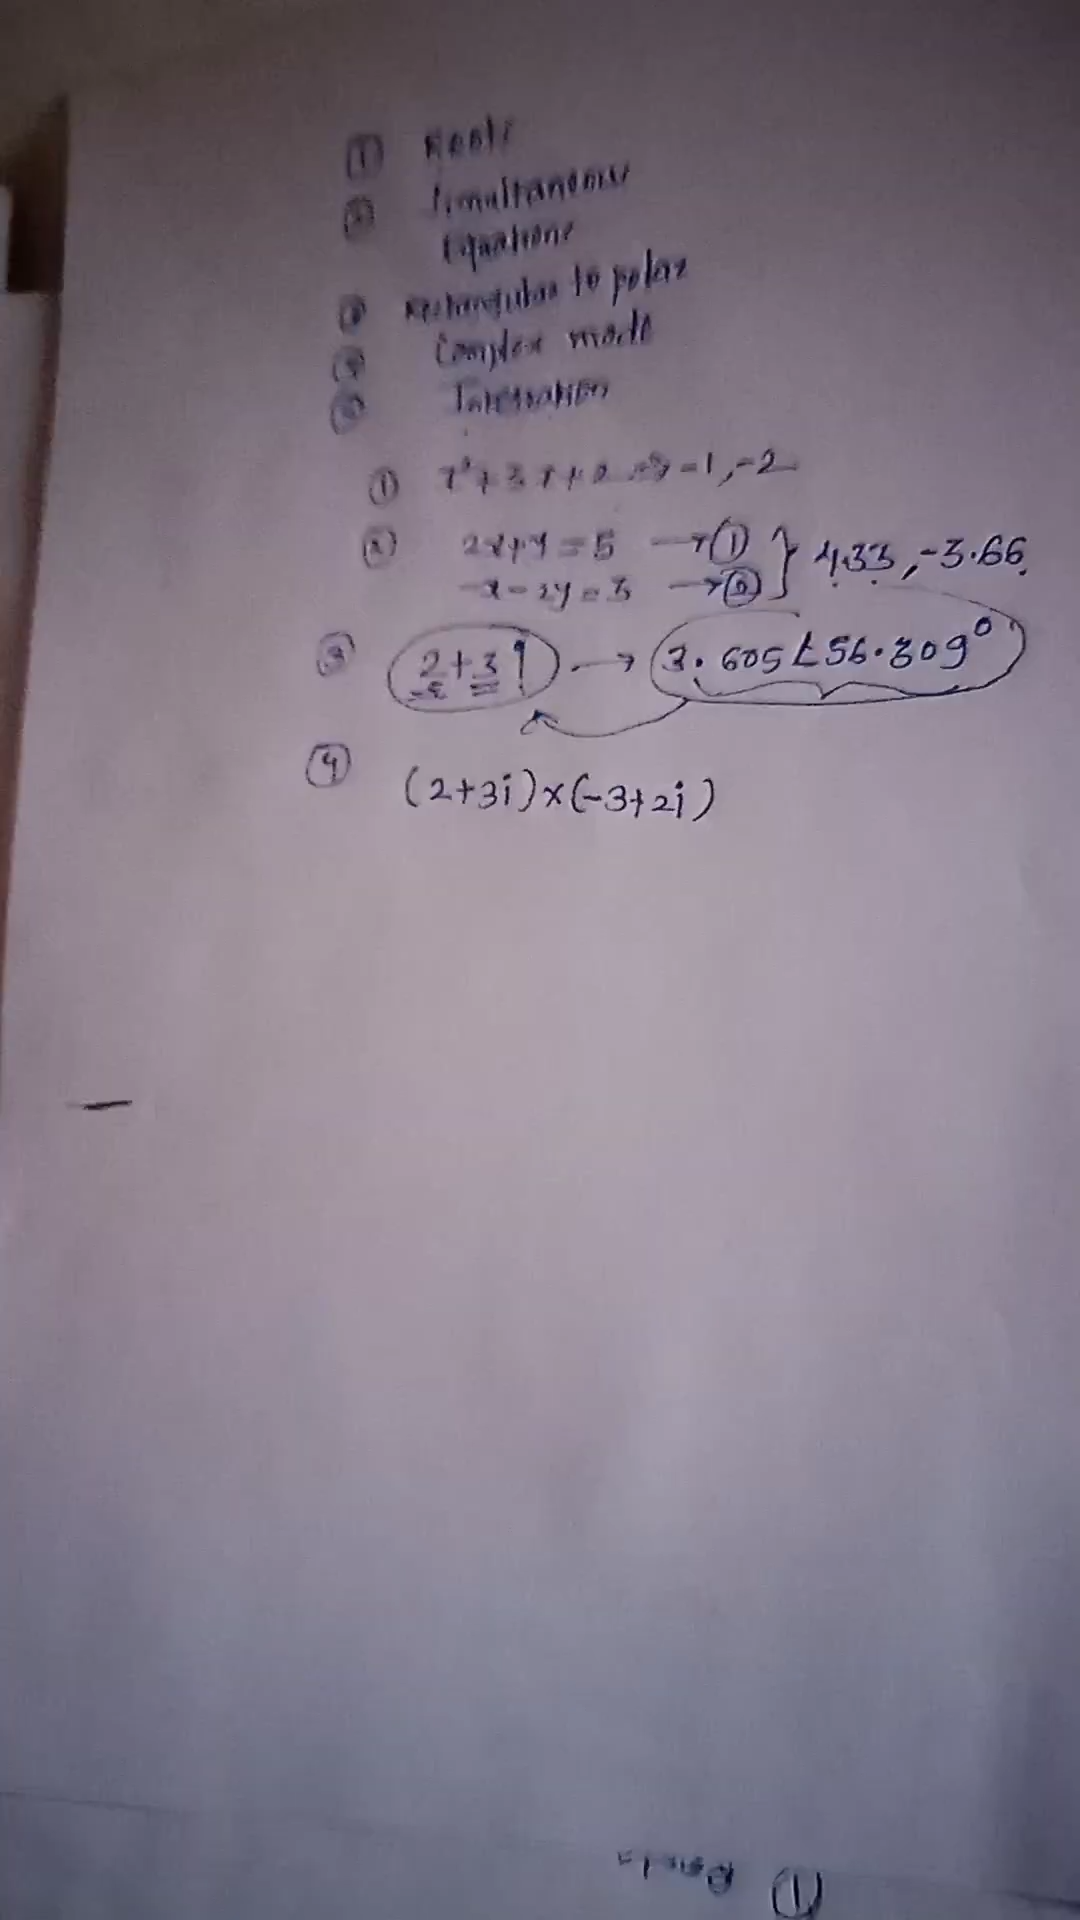 ① Roots
② Simultaneous
Equations
③ Rectangular to polar
④ Complex mode
⑤ Integration
① x²+3x+2 ⇒ -1,-2
② 2x+y=5 →① } 4.33,-3.66
-x-2y=3 →②
③ 2+3i → 3.605∠56.309°
④ (2+3i)×(-3+2i)
① Roots